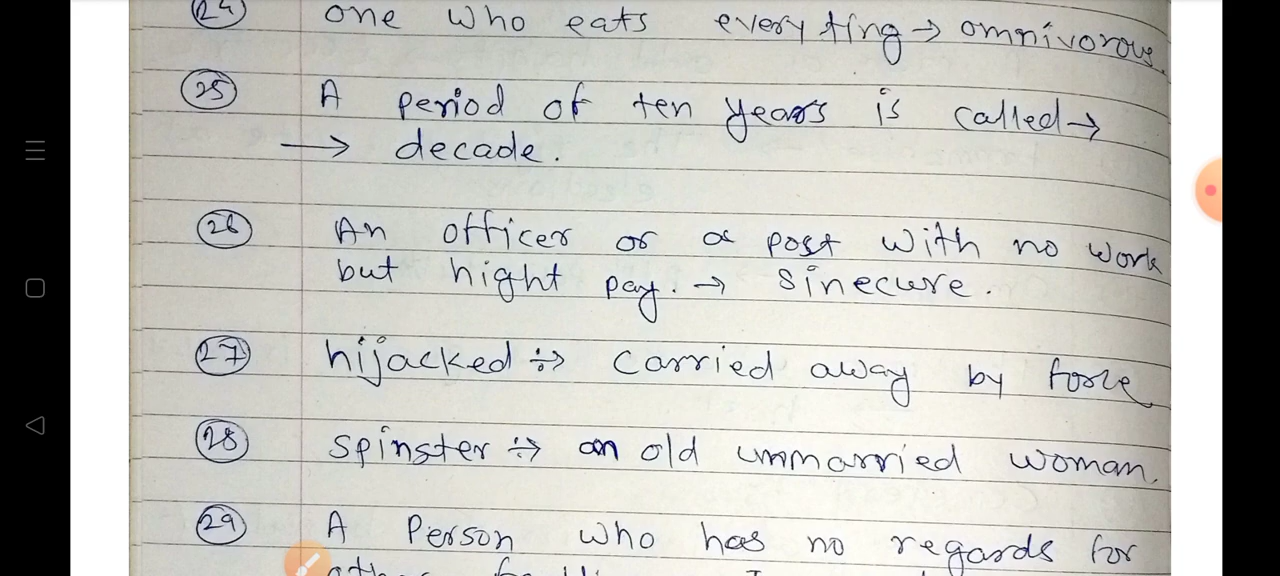 24 one who eats every ting → omnivorous.
25 A period of ten years is called →
→ decade.
26 An officer or a post with no work
but hight pay. → sinecure.
27 hijacked ÷> carried away by force
28 spinster ÷> an old unmarried woman.
29 A Person who has no regards for